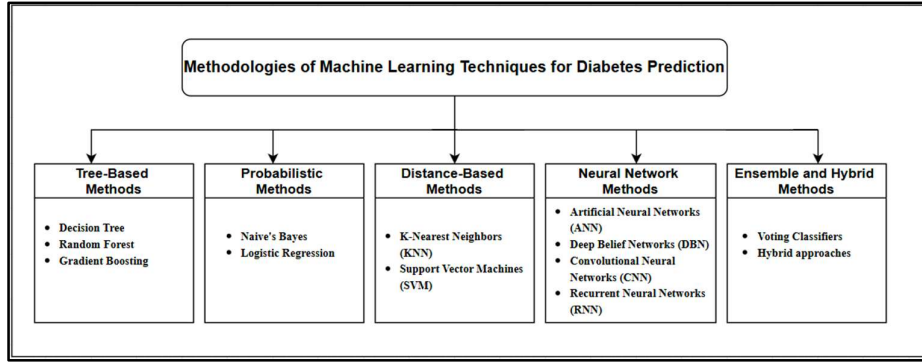 Methodologies of Machine Learning Techniques for Diabetes Prediction
Tree-Based
Methods
• Decision Tree
• Random Forest
• Gradient Boosting
Probabilistic
Methods
• Naive's Bayes
• Logistic Regression
Distance-Based
Methods
• K-Nearest Neighbors
(KNN)
• Support Vector Machines
(SVM)
Neural Network
Methods
• Artificial Neural Networks
(ANN)
• Deep Belief Networks (DBN)
• Convolutional Neural
Networks (CNN)
• Recurrent Neural Networks
(RNN)
Ensemble and Hybrid
Methods
• Voting Classifiers
• Hybrid approaches